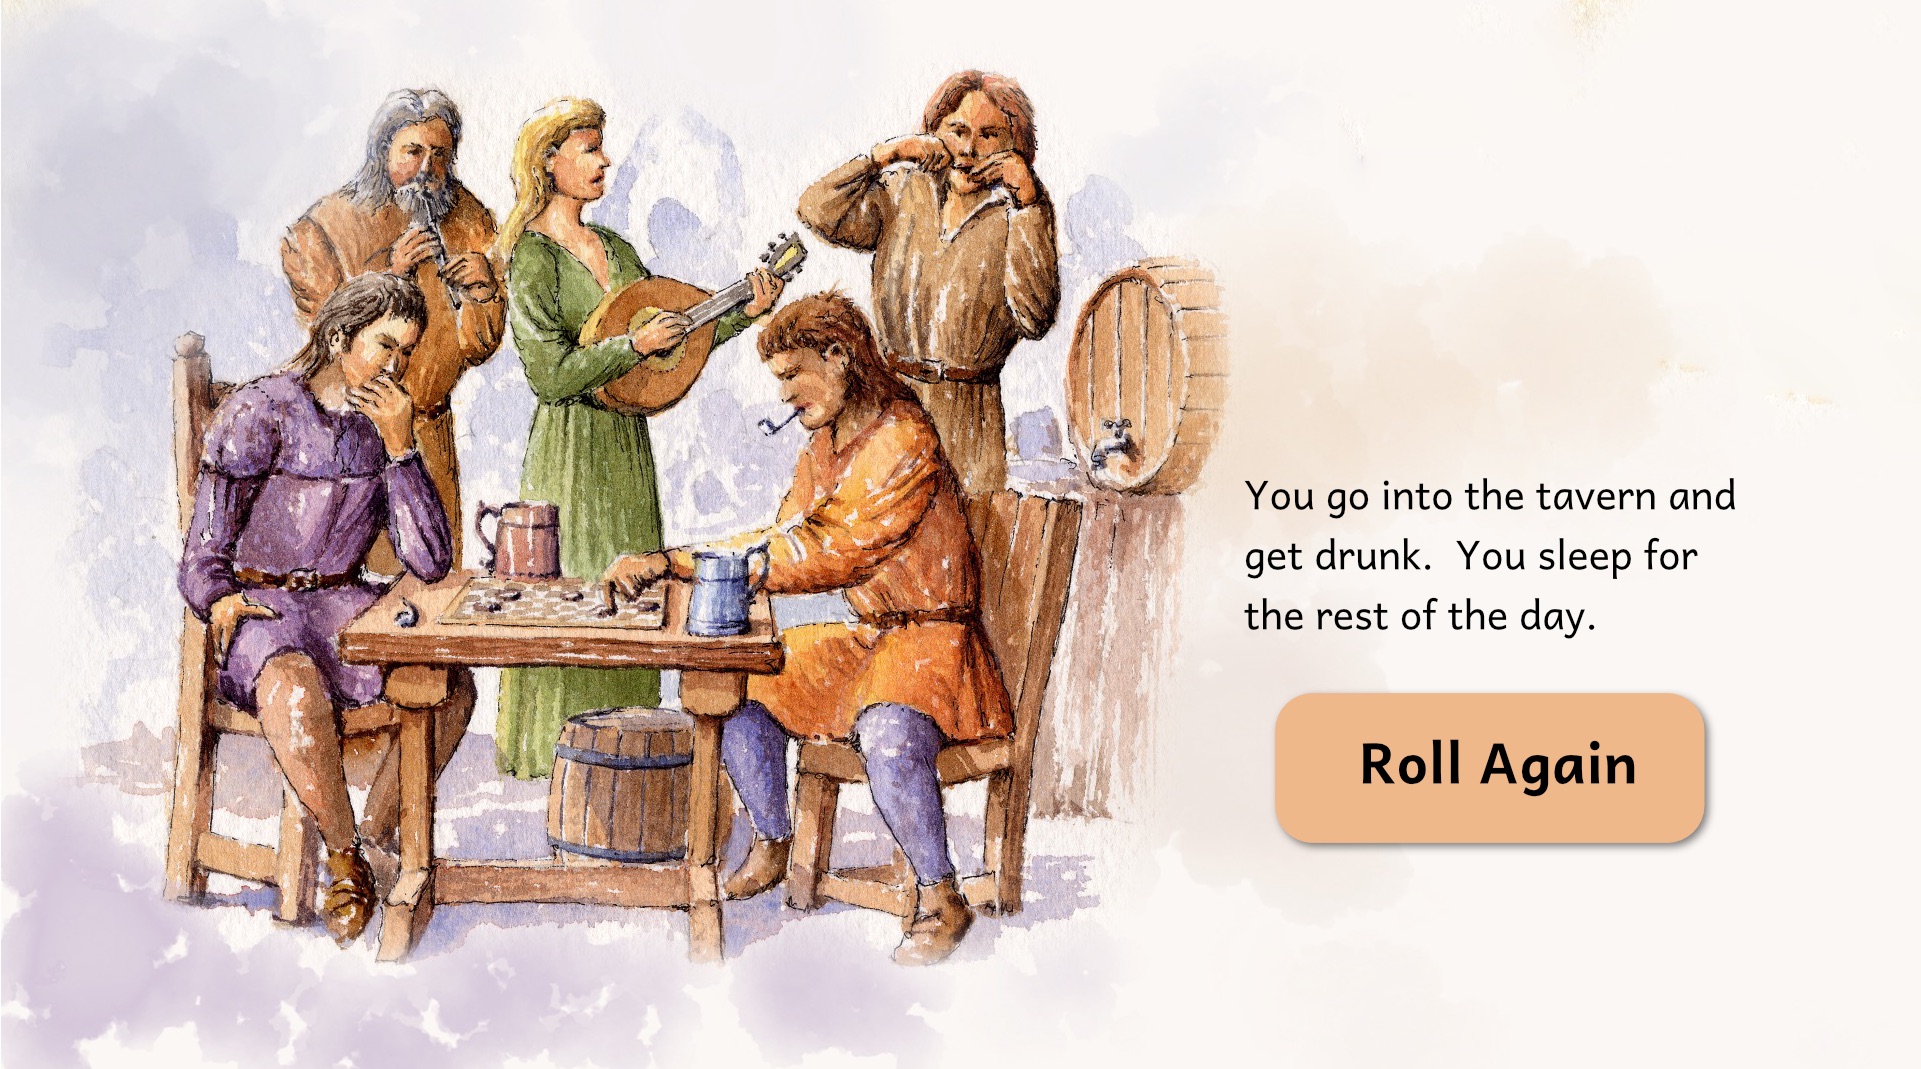 You go into the tavern and
get drunk.  You sleep for
the rest of the day.
Roll Again